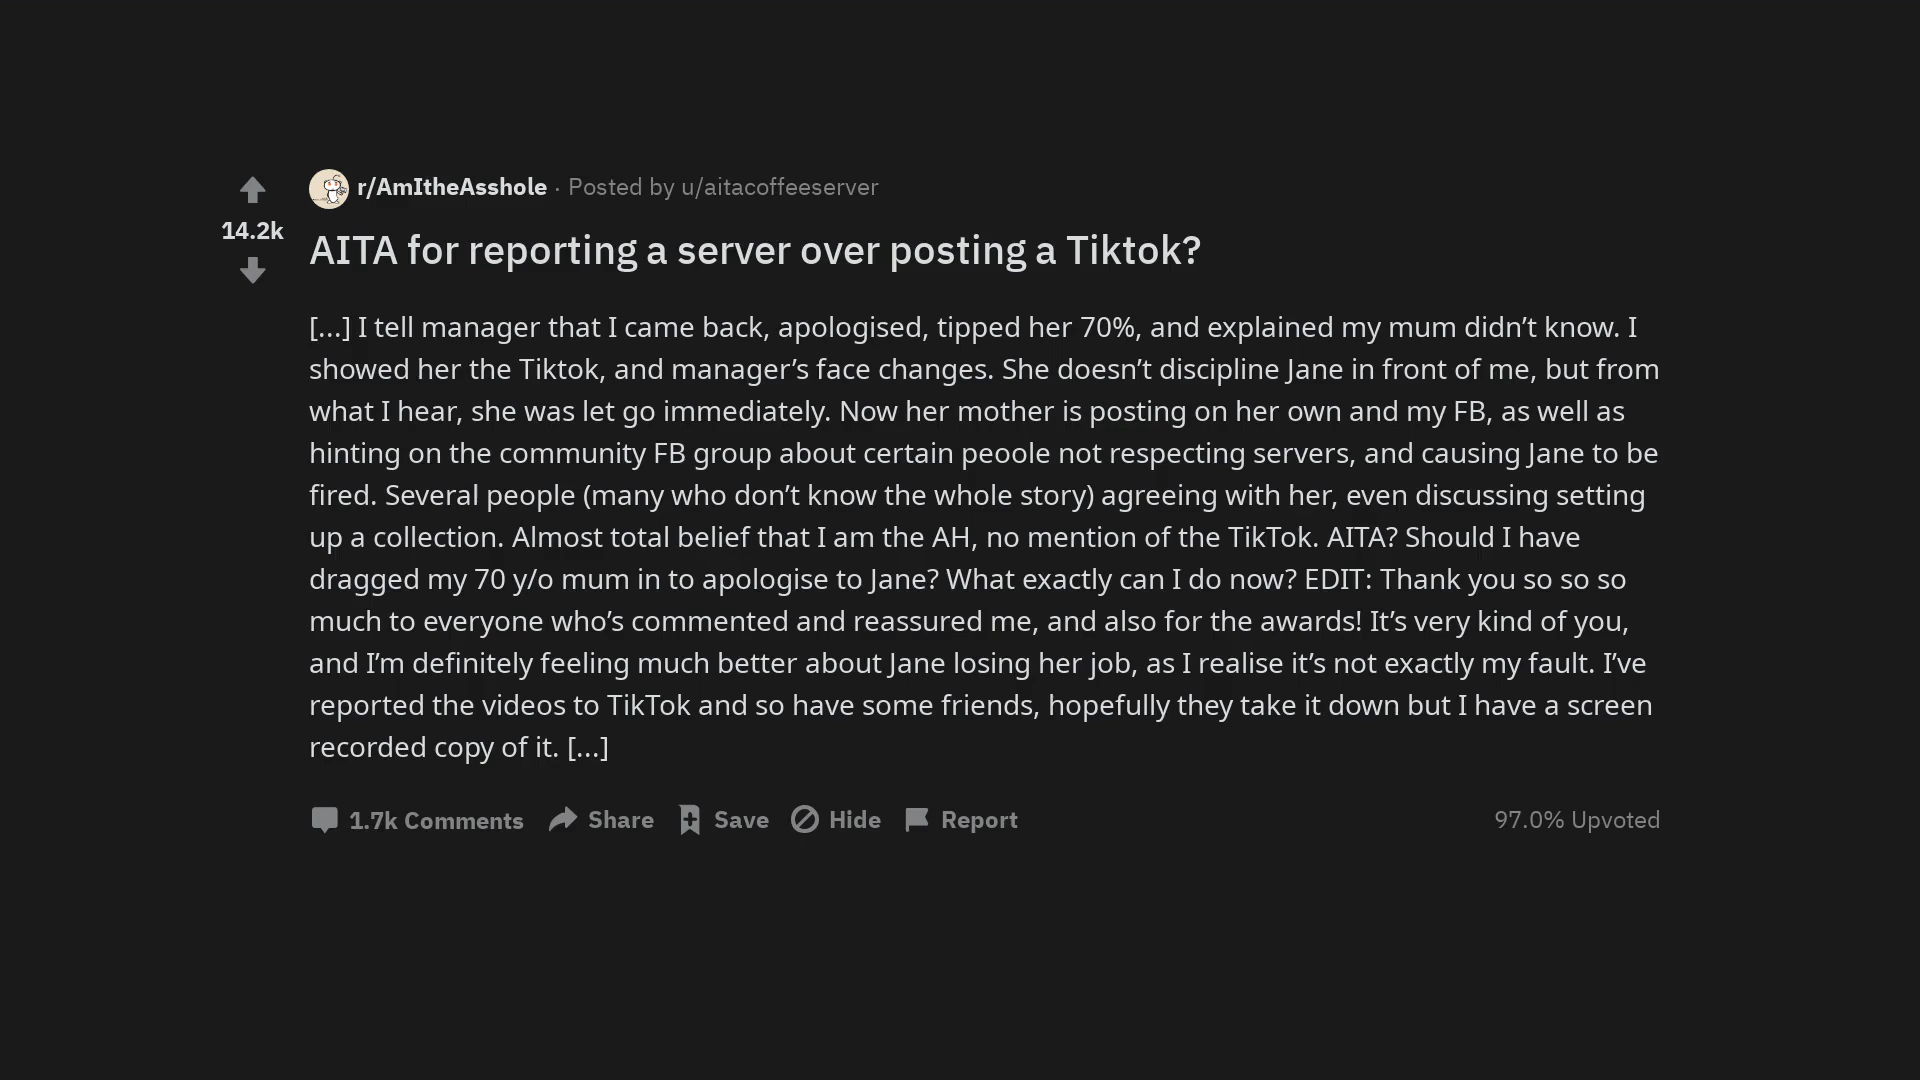 r/AmItheAsshole · Posted by u/aitacoffeeserver
14.2k
AITA for reporting a server over posting a Tiktok?
[...] I tell manager that I came back, apologised, tipped her 70%, and explained my mum didn’t know. I
showed her the Tiktok, and manager’s face changes. She doesn’t discipline Jane in front of me, but from
what I hear, she was let go immediately. Now her mother is posting on her own and my FB, as well as
hinting on the community FB group about certain peoole not respecting servers, and causing Jane to be
fired. Several people (many who don’t know the whole story) agreeing with her, even discussing setting
up a collection. Almost total belief that I am the AH, no mention of the TikTok. AITA? Should I have
dragged my 70 y/o mum in to apologise to Jane? What exactly can I do now? EDIT: Thank you so so so
much to everyone who’s commented and reassured me, and also for the awards! It’s very kind of you,
and I’m definitely feeling much better about Jane losing her job, as I realise it’s not exactly my fault. I’ve
reported the videos to TikTok and so have some friends, hopefully they take it down but I have a screen
recorded copy of it. [...]
1.7k Comments Share Save Hide Report 97.0% Upvoted